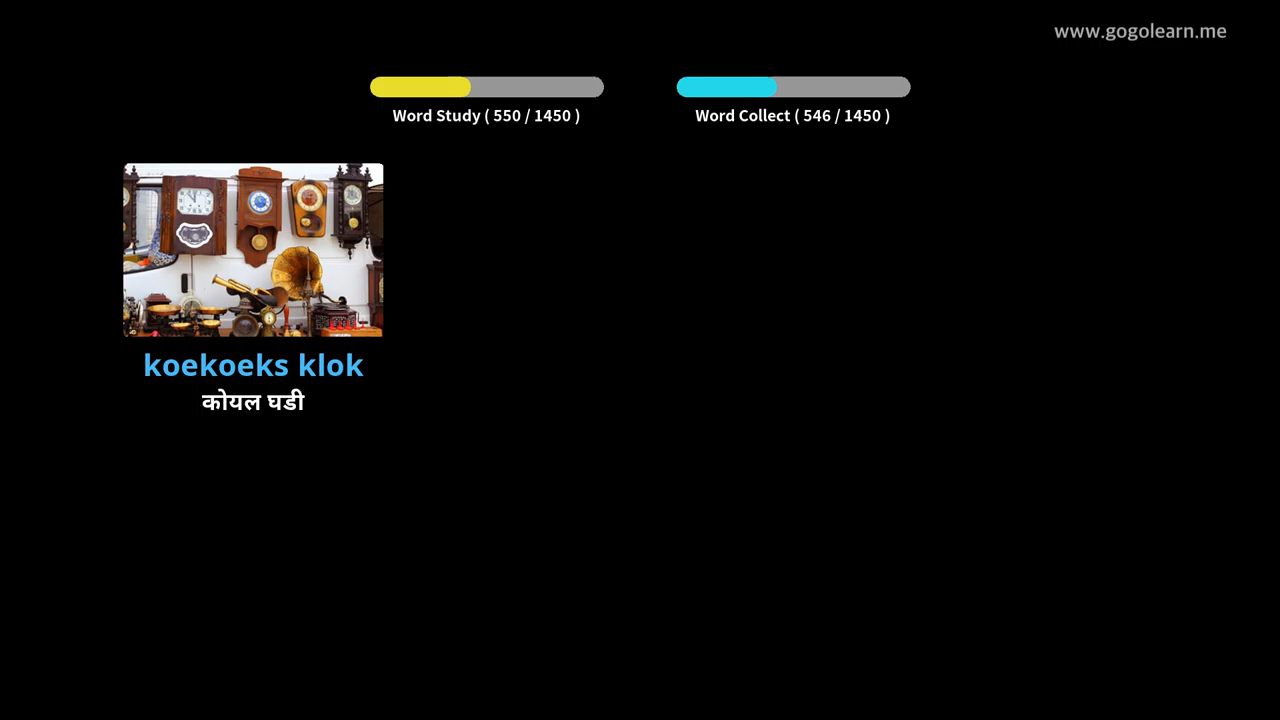 www.gogolearn.me
Word Study ( 550 / 1450 )
Word Collect ( 546 / 1450 )
koekoeks klok
कोयल घडी